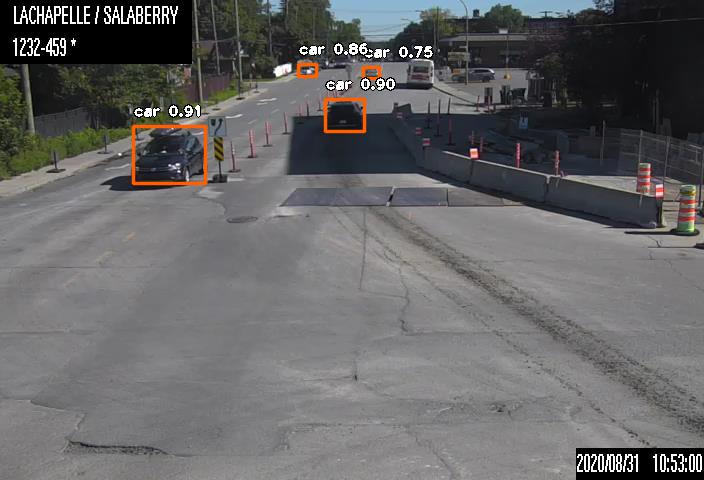 LACHAPELLE / SALABERRY
1232-459 *
car 0.86
car 0.75
car 0.90
car 0.91
2020/08/31 10:53:00